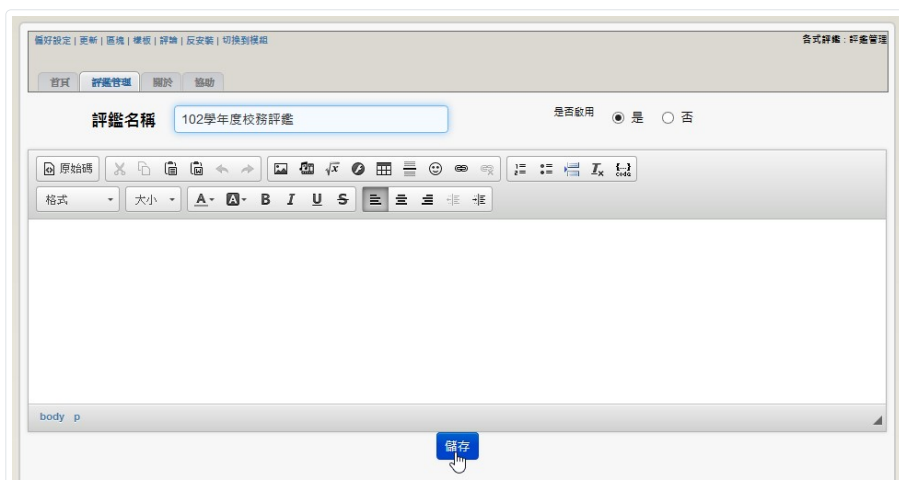 偏好設定 | 更新 | 區塊 | 樣板 | 評論 | 反安裝 | 切換到模組
各式評鑑 : 評鑑管理
首頁 評鑑管理 關於 協助
評鑑名稱 102學年度校務評鑑 是否啟用 是 否
原始碼
格式 大小 A A B I U S
body p
儲存